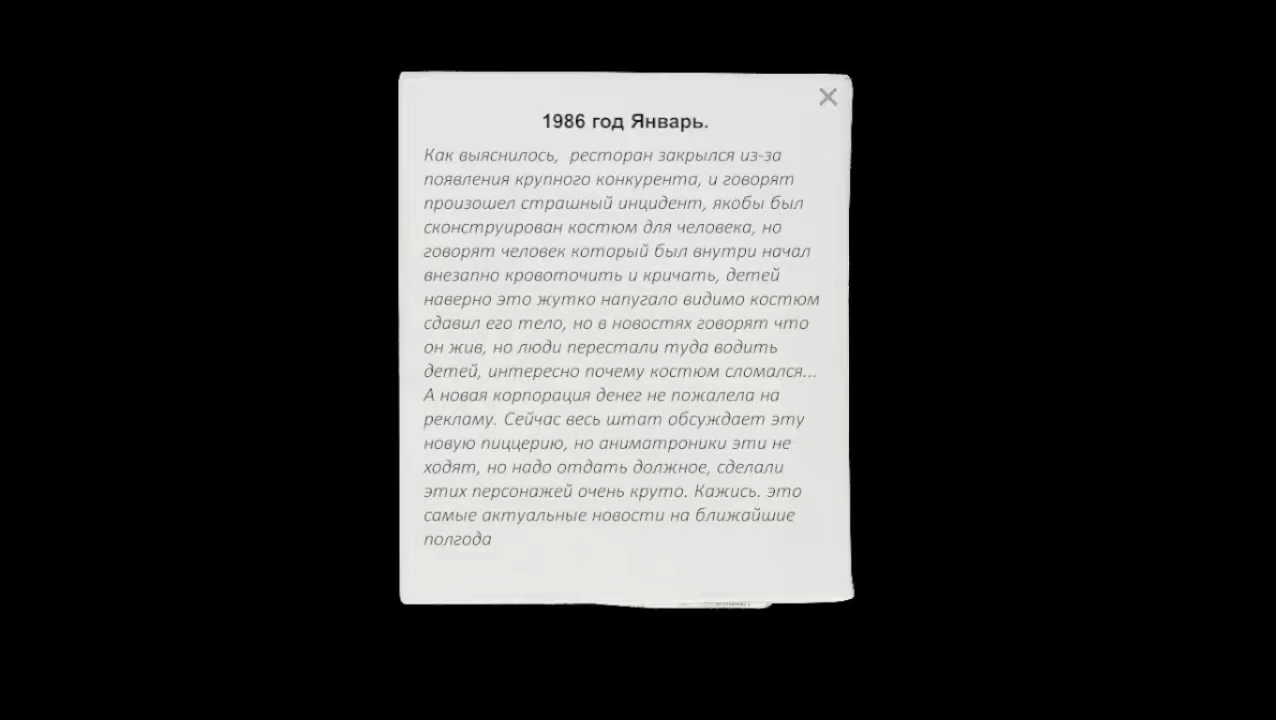 1986 год Январь.
Как выяснилось,  ресторан закрылся из-за
появления крупного конкурента, и говорят
произошел страшный инцидент, якобы был
сконструирован костюм для человека, но
говорят человек который был внутри начал
внезапно кровоточить и кричать, детей
наверно это жутко напугало видимо костюм
сдавил его тело, но в новостях говорят что
он жив, но люди перестали туда водить
детей, интересно почему костюм сломался...
А новая корпорация денег не пожалела на
рекламу. Сейчас весь штат обсуждает эту
новую пиццерию, но аниматроники эти не
ходят, но надо отдать должное, сделали
этих персонажей очень круто. Кажись. это
самые актуальные новости на ближайшие
полгода